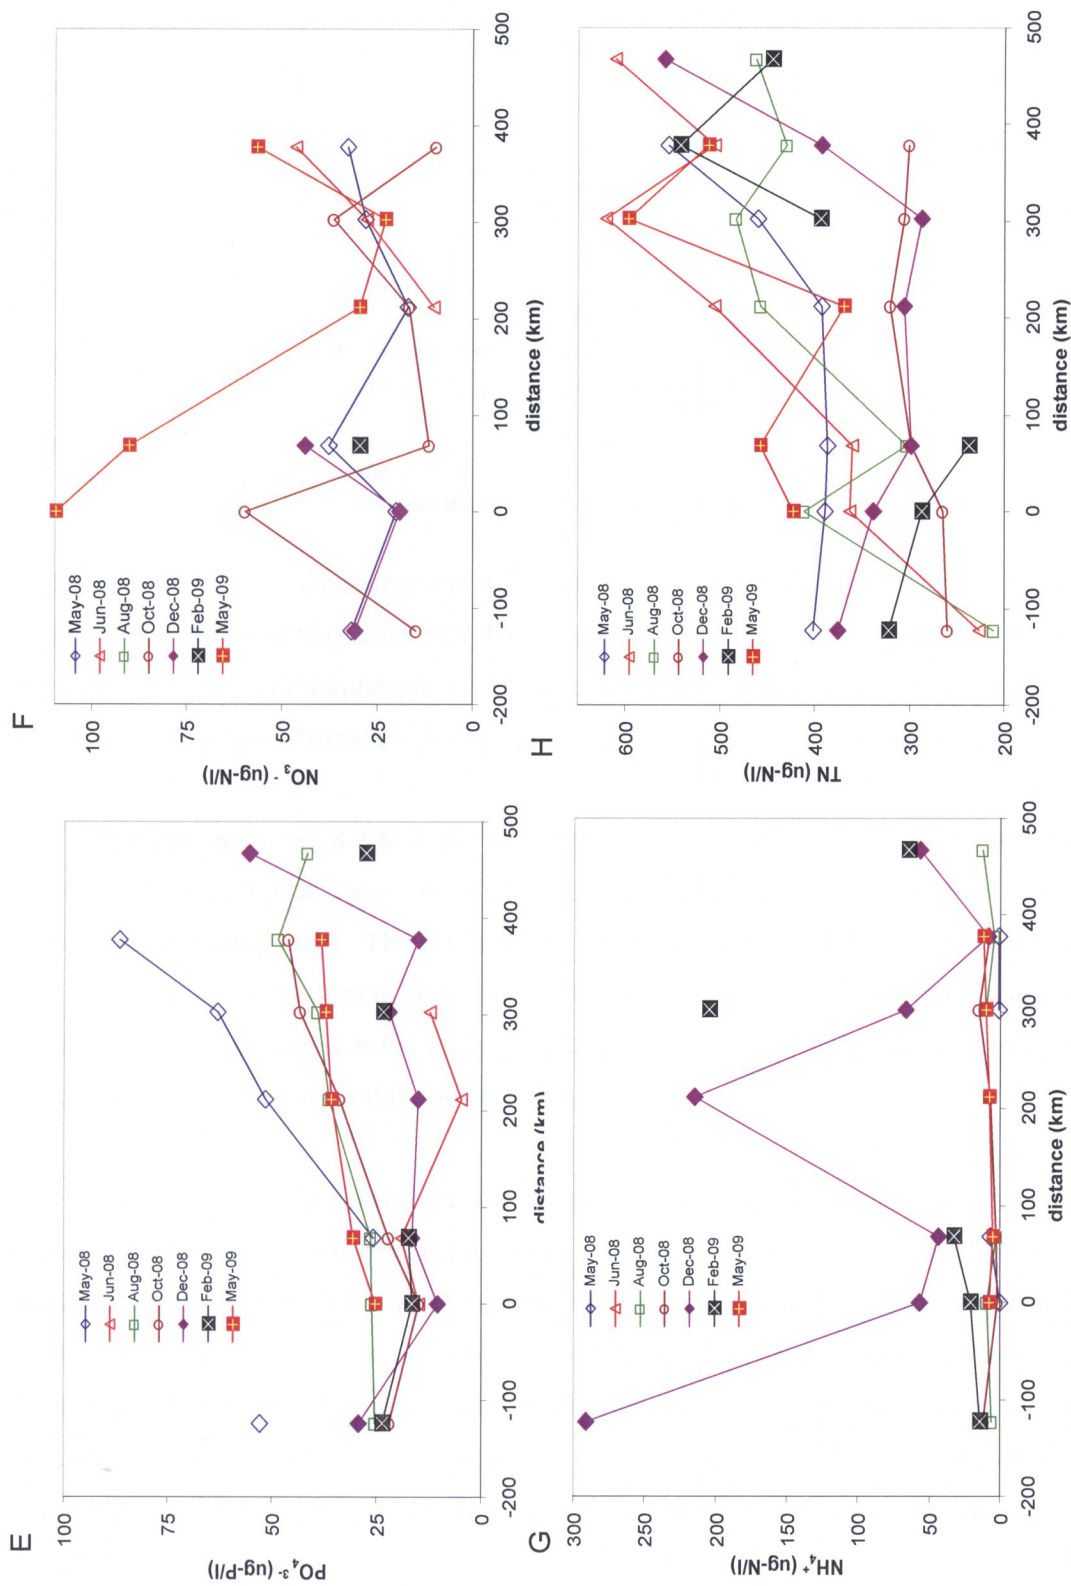 E
PO₄³⁻ (ug-P/l)
100
75
50
25
0
May-08
Jun-08
Aug-08
Oct-08
Dec-08
Feb-09
May-09
-200
-100
0
100
200
300
400
500
distance (km)
F
NO₃⁻ (ug-N/l)
100
75
50
25
0
May-08
Jun-08
Aug-08
Oct-08
Dec-08
Feb-09
May-09
-200
-100
0
100
200
300
400
500
distance (km)
G
NH₄⁺ (ug-N/l)
300
250
200
150
100
50
0
May-08
Jun-08
Aug-08
Oct-08
Dec-08
Feb-09
May-09
-200
-100
0
100
200
300
400
500
distance (km)
H
TN (ug-N/l)
600
500
400
300
200
May-08
Jun-08
Aug-08
Oct-08
Dec-08
Feb-09
May-09
-200
-100
0
100
200
300
400
500
distance (km)